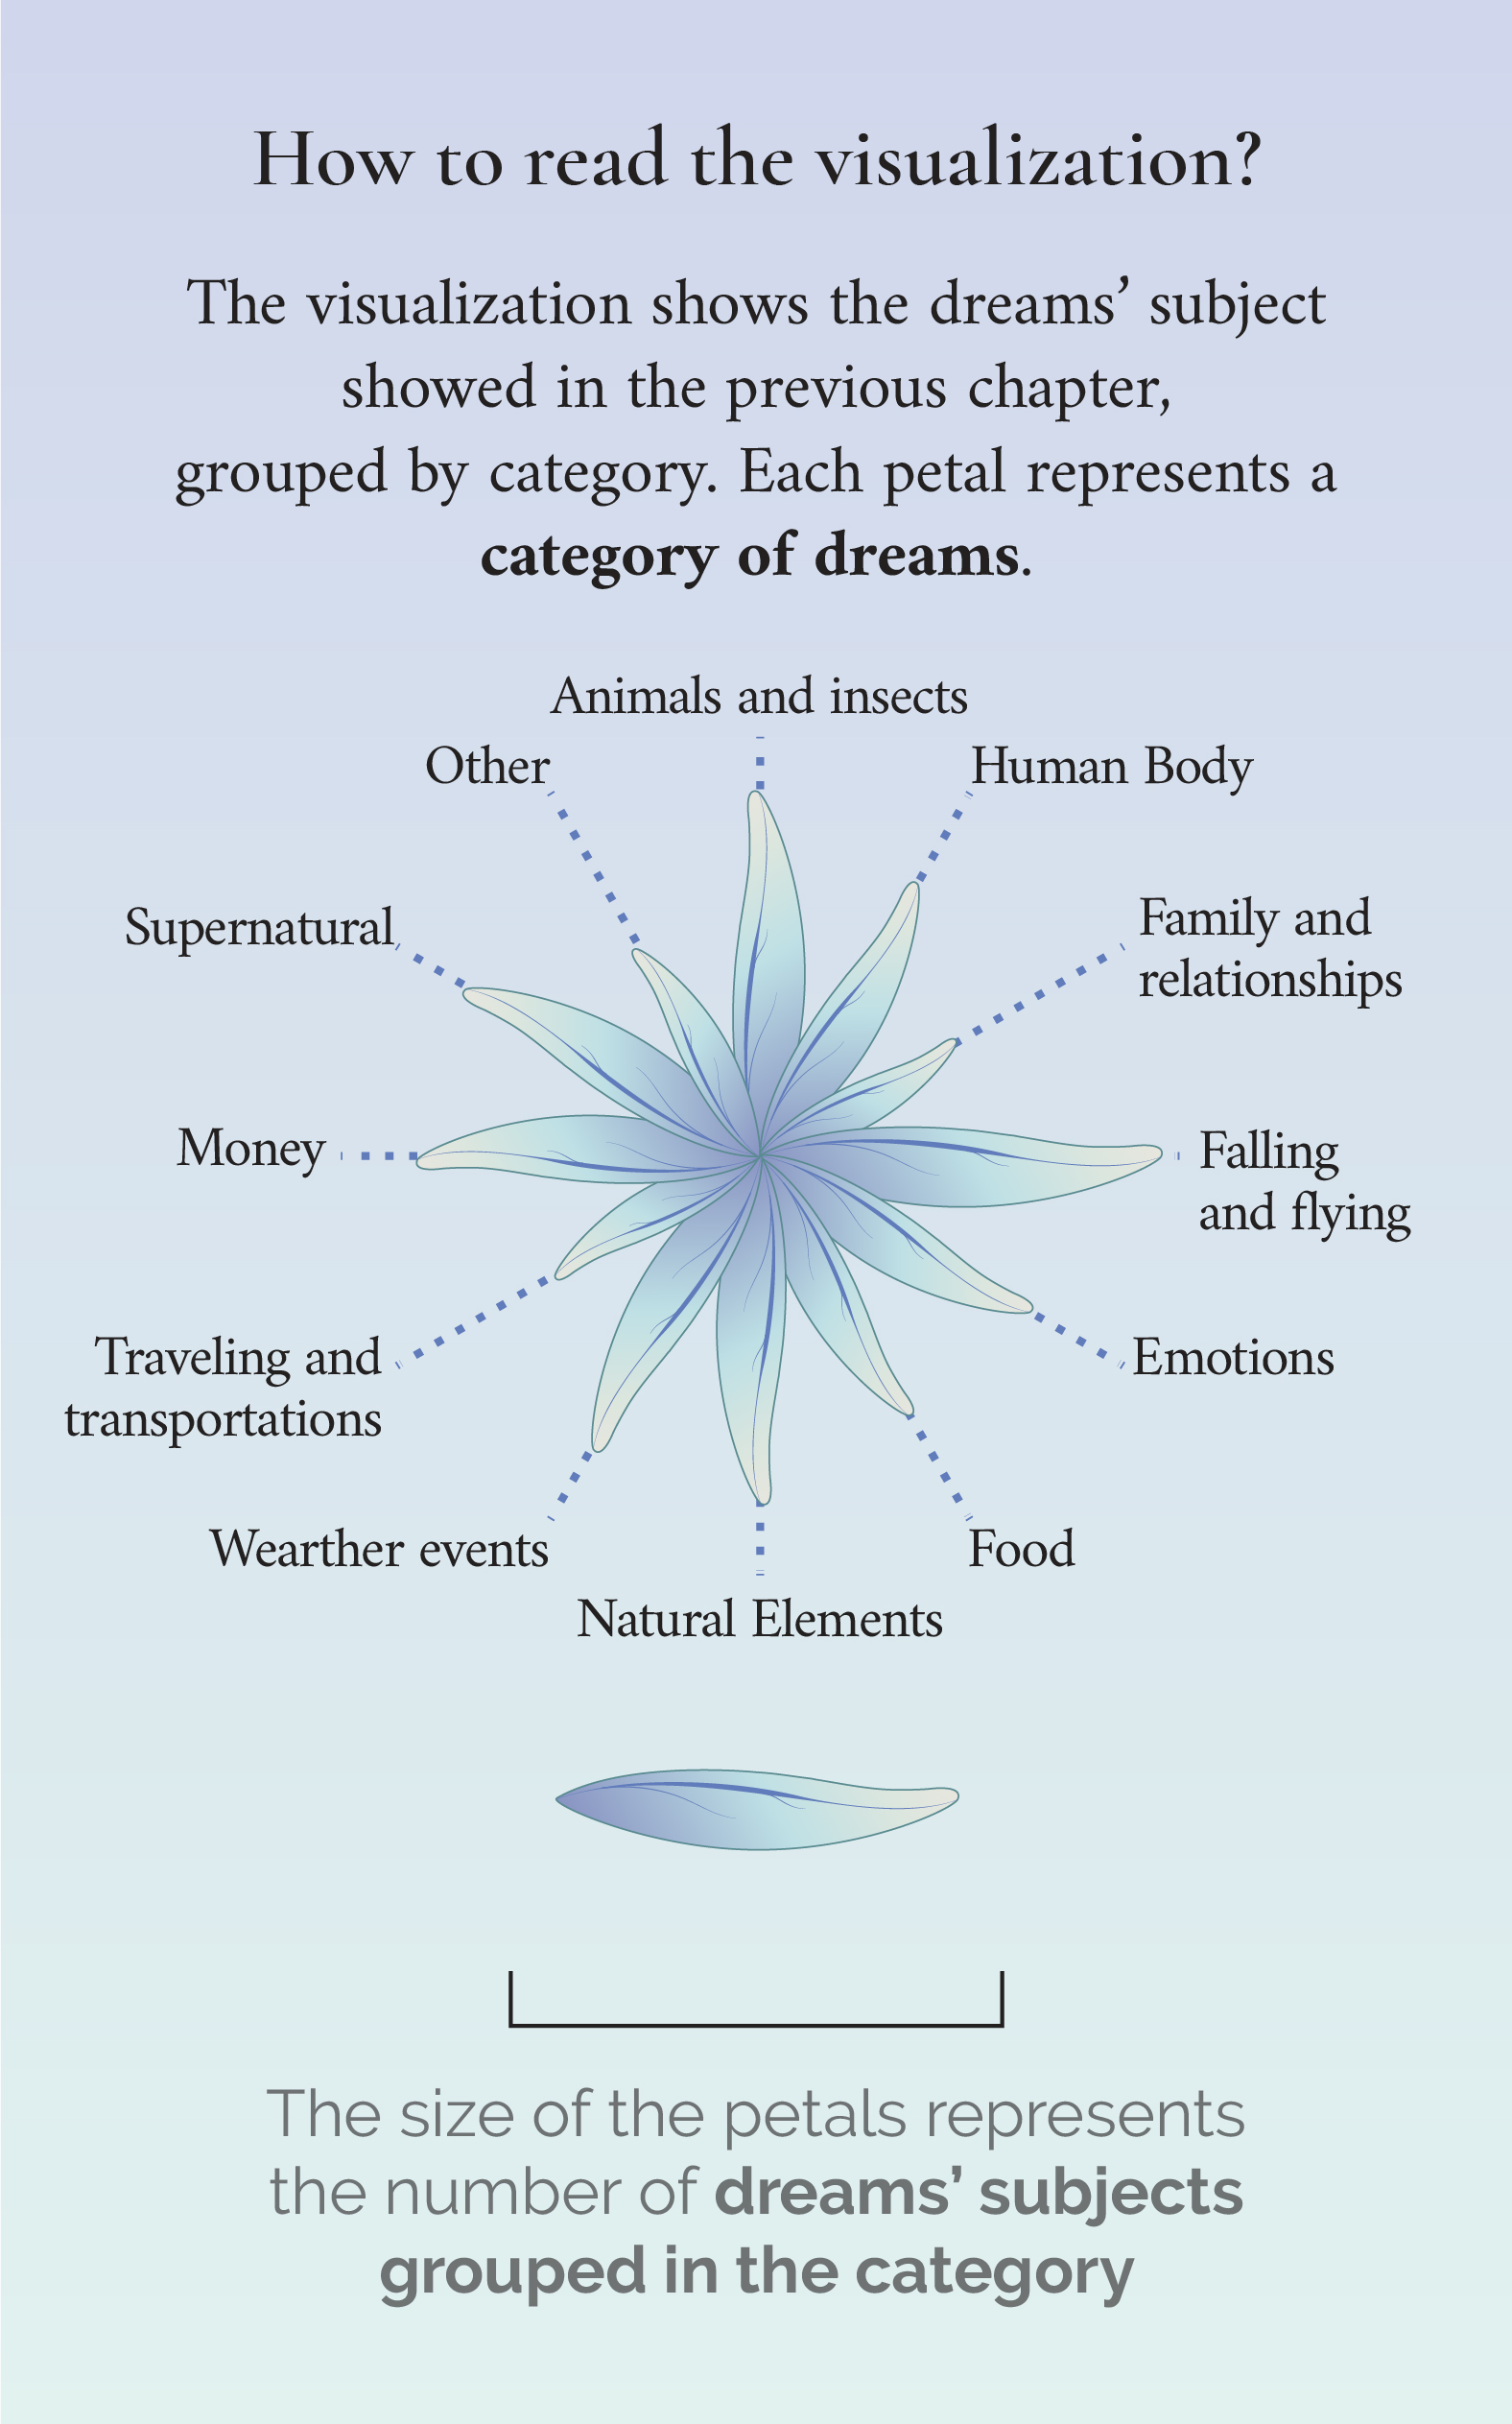 How to read the visualization?
The visualization shows the dreams’ subject
showed in the previous chapter,
grouped by category. Each petal represents a
category of dreams.
Animals and insects
Other
Human Body
Supernatural
Family and
relationships
Money
Falling
and flying
Traveling and
transportations
Emotions
Wearther events
Food
Natural Elements
The size of the petals represents
the number of dreams’ subjects
grouped in the category